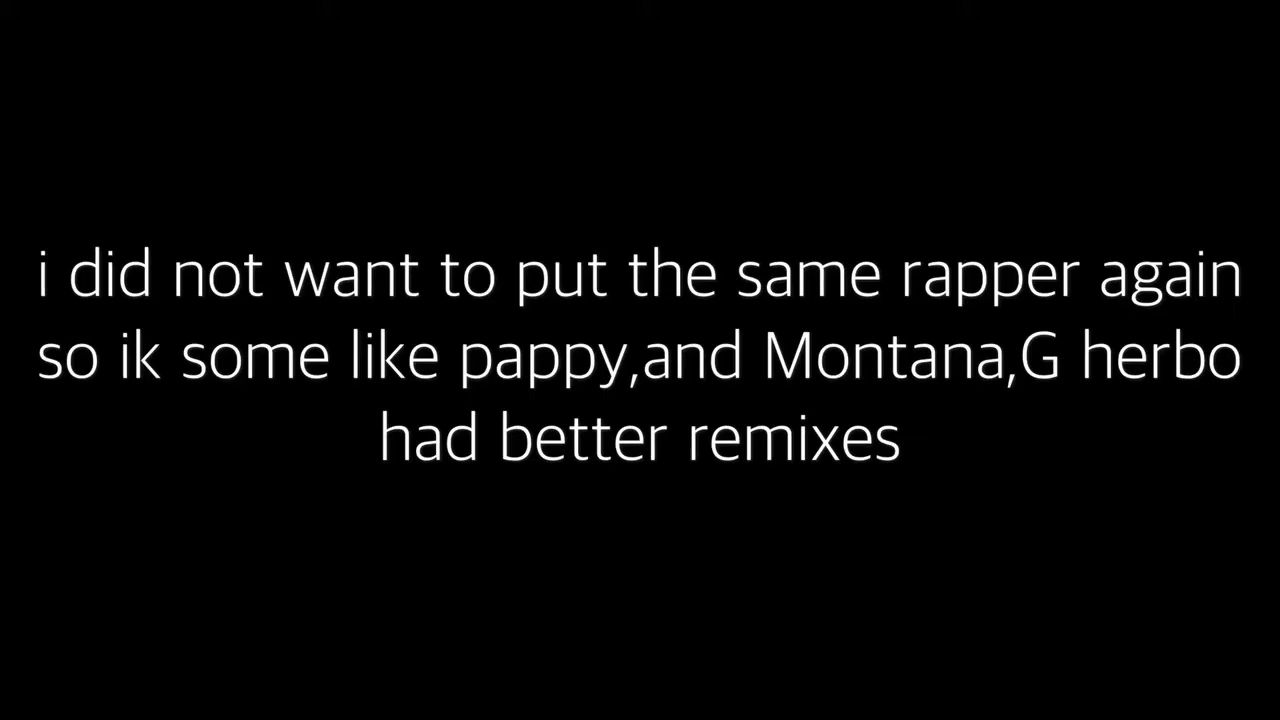 i did not want to put the same rapper again
so ik some like pappy,and Montana,G herbo
had better remixes